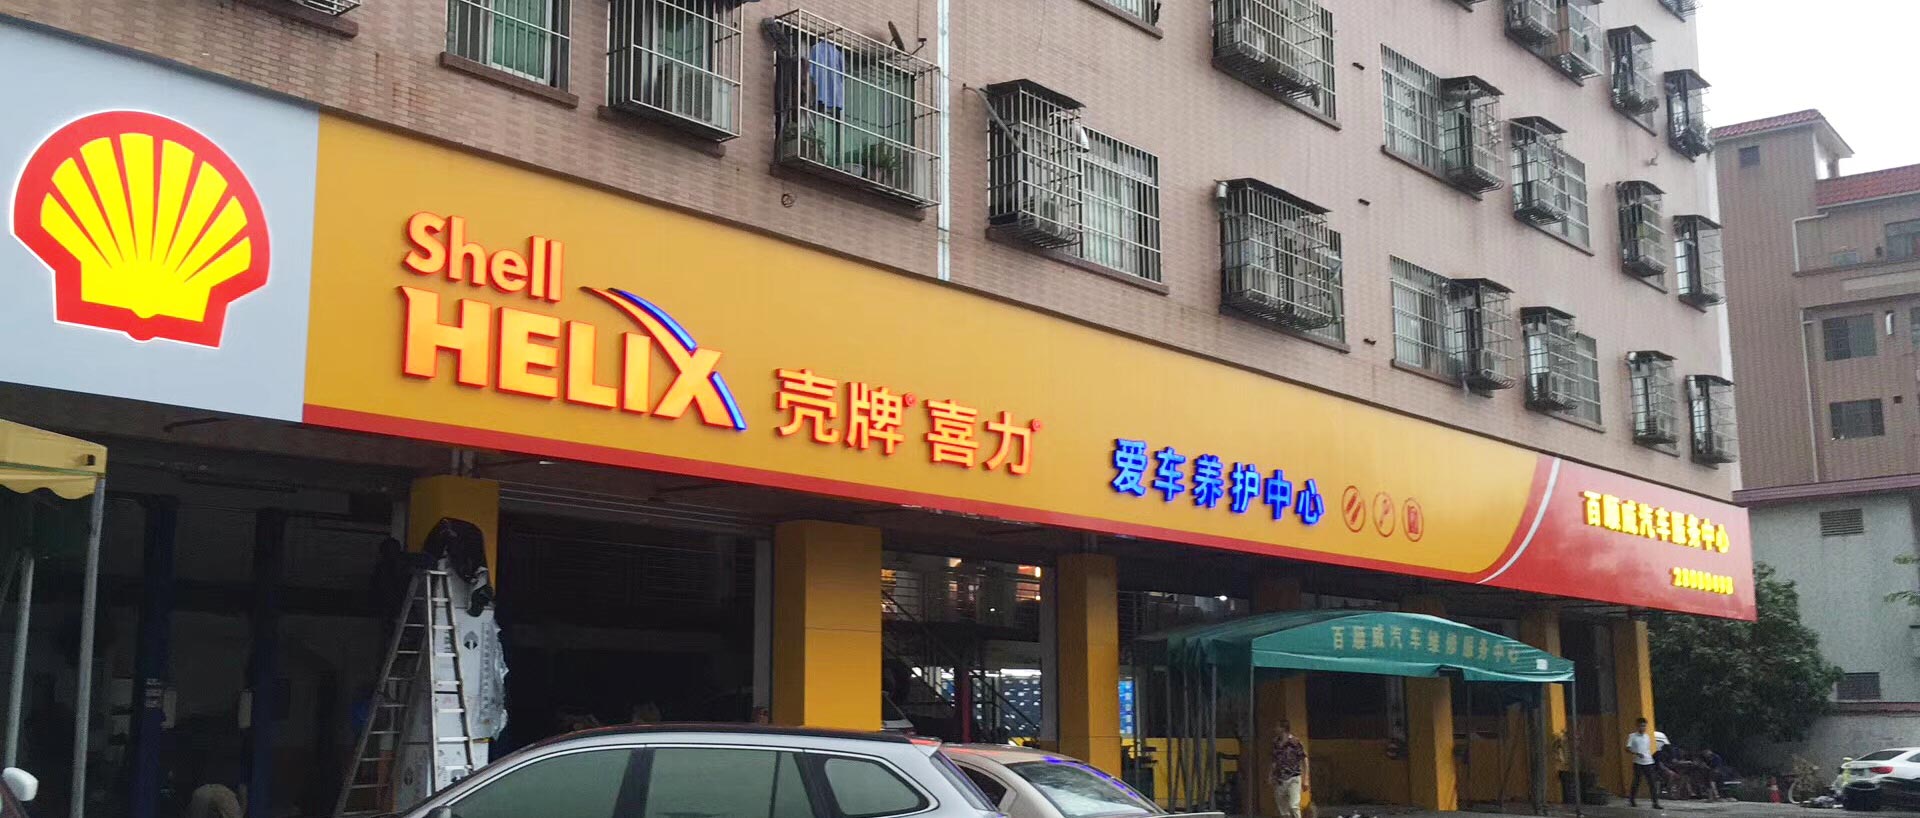 Shell
HELIX 壳牌® 喜力®
爱车养护中心
百顺威汽车服务中心
百顺威汽车维修服务中心